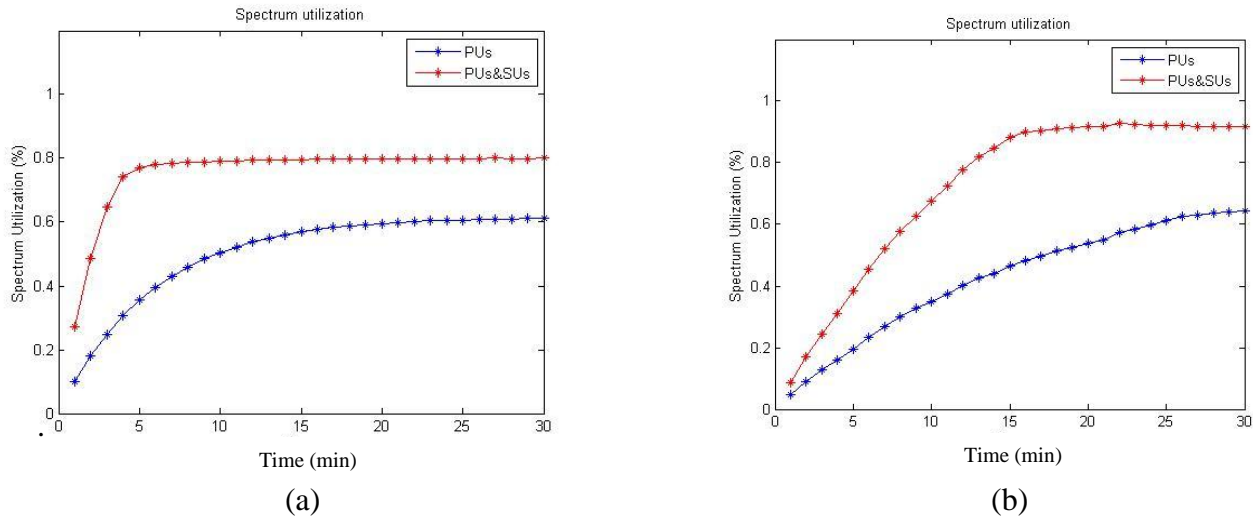 Spectrum utilization
PUs
PUs&SUs
Spectrum Utilization (%)
1
0.8
0.6
0.4
0.2
0
0 5 10 15 20 25 30
.
Time (min)
(a)
Spectrum utilization
PUs
PUs&SUs
Spectrum Utilization (%)
1
0.8
0.6
0.4
0.2
0
0 5 10 15 20 25 30
Time (min)
(b)